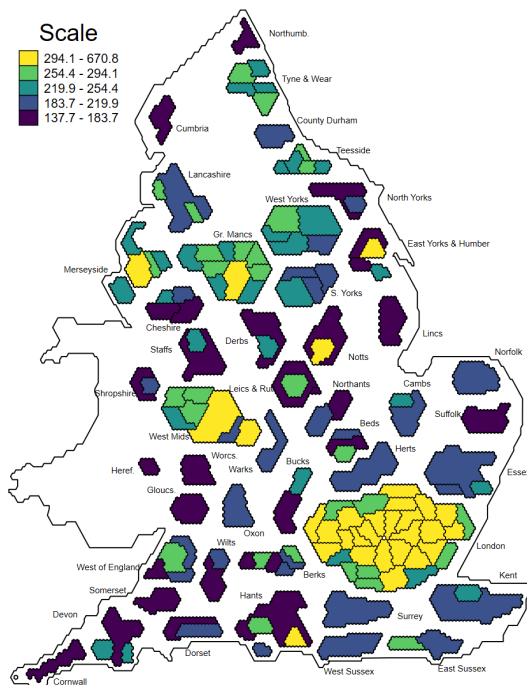 Scale
294.1 - 670.8
254.4 - 294.1
219.9 - 254.4
183.7 - 219.9
137.7 - 183.7
Northumb.
Tyne & Wear
County Durham
Cumbria
Teesside
Lancashire
North Yorks
West Yorks
Gr. Mancs
East Yorks & Humber
Merseyside
S. Yorks
Cheshire
Lincs
Derbs
Staffs
Notts
Norfolk
Shropshire
Leics & Rut
Northants
Cambs
Suffolk
Beds
West Mids
Worcs.
Herts
Warks
Bucks
Heref.
Essex
Gloucs.
Oxon
London
Wilts
West of England
Berks
Kent
Somerset
Hants
Devon
Surrey
Dorset
West Sussex
East Sussex
Cornwall